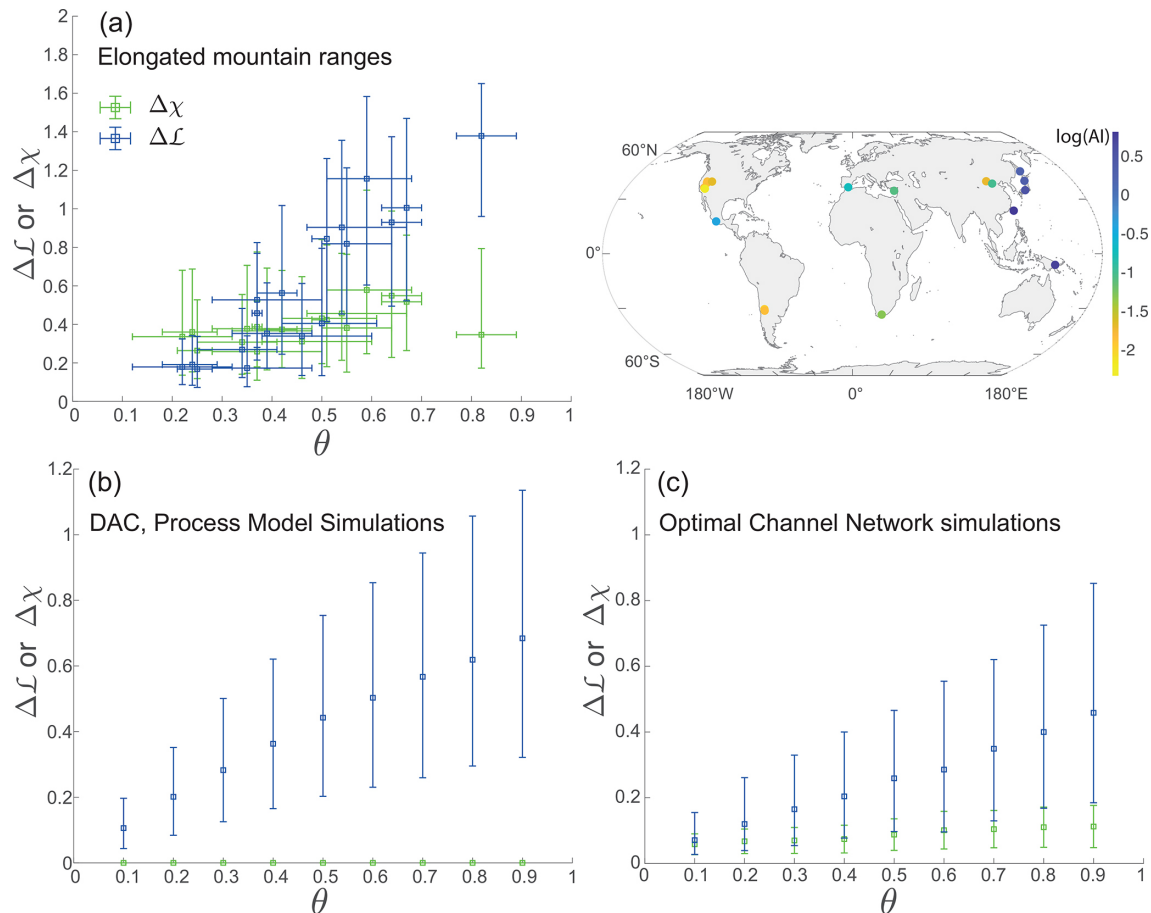 (a)
Elongated mountain ranges
Δχ
Δℒ
2
1.8
1.6
1.4
1.2
1
0.8
0.6
0.4
0.2
0
Δℒ or Δχ
0 0.1 0.2 0.3 0.4 0.5 0.6 0.7 0.8 0.9 1
θ
log(AI)
60°N
0°
60°S
180°W 0° 180°E
0.5
0
-0.5
-1
-1.5
-2
(b)
DAC, Process Model Simulations
1.2
1
0.8
0.6
0.4
0.2
0
Δℒ or Δχ
0 0.1 0.2 0.3 0.4 0.5 0.6 0.7 0.8 0.9 1
θ
(c)
Optimal Channel Network simulations
1.2
1
0.8
0.6
0.4
0.2
0
Δℒ or Δχ
0 0.1 0.2 0.3 0.4 0.5 0.6 0.7 0.8 0.9 1
θ